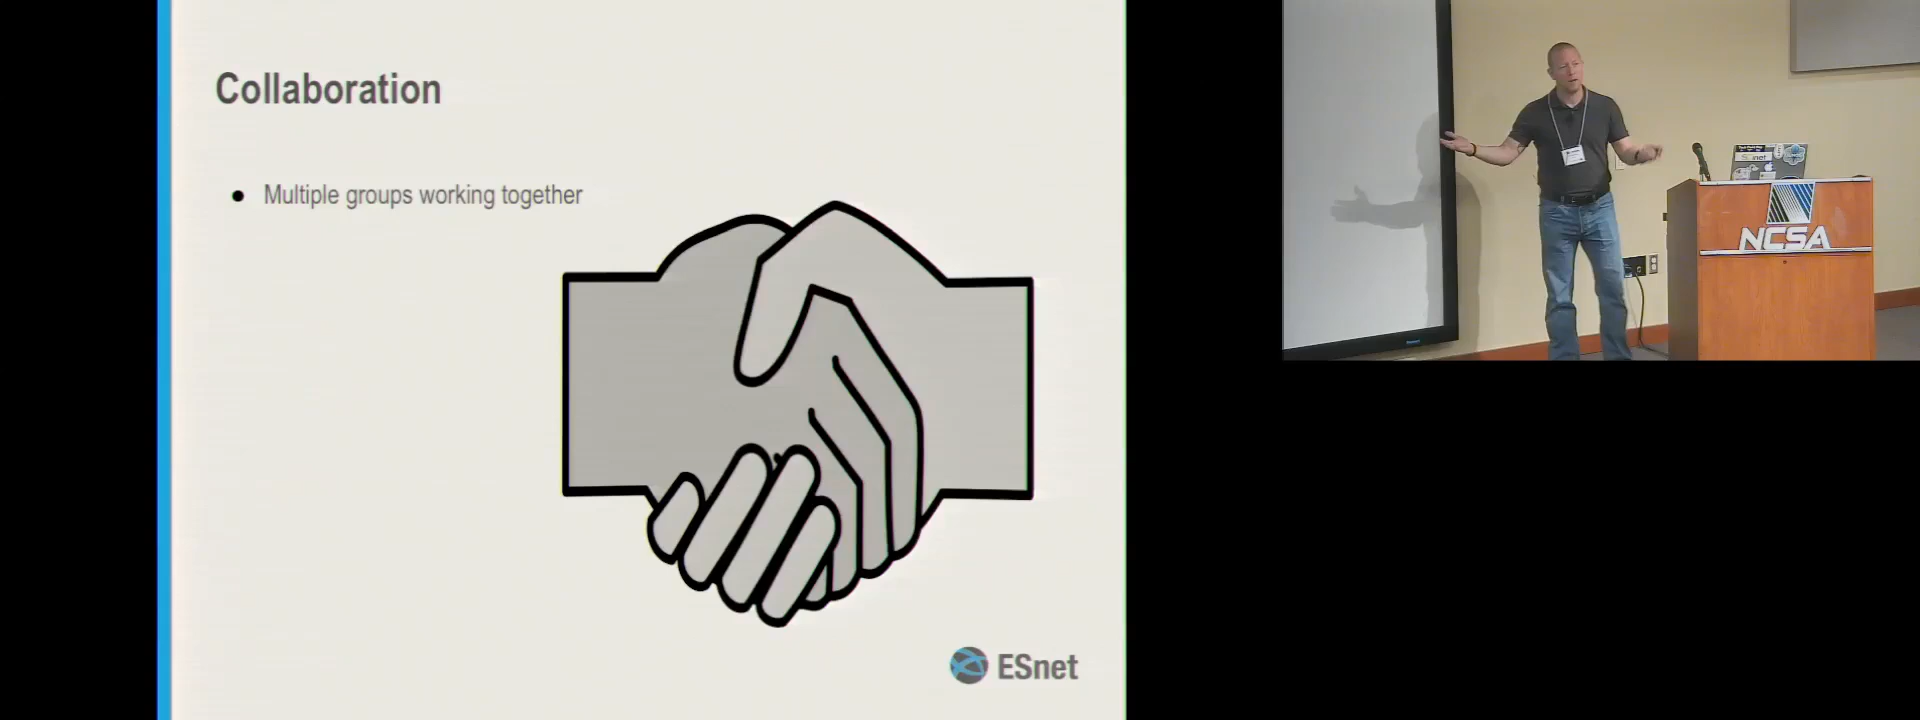 Collaboration
● Multiple groups working together
ESnet
NCSA